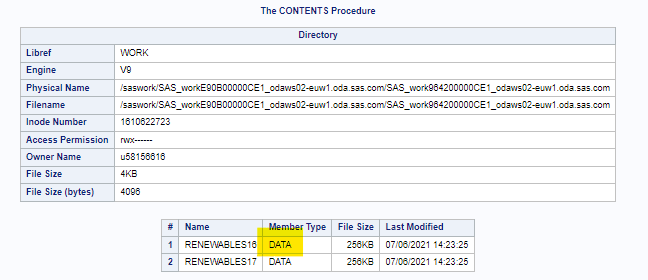 The CONTENTS Procedure
Directory
Libref WORK
Engine V9
Physical Name /saswork/SAS_workE90B00000CE1_odaws02-euw1.oda.sas.com/SAS_work964200000CE1_odaws02-euw1.oda.sas.com
Filename /saswork/SAS_workE90B00000CE1_odaws02-euw1.oda.sas.com/SAS_work964200000CE1_odaws02-euw1.oda.sas.com
Inode Number 1610622723
Access Permission rwx------
Owner Name u58156616
File Size 4KB
File Size (bytes) 4096
# Name Member Type File Size Last Modified
1 RENEWABLES16 DATA 256KB 07/06/2021 14:23:25
2 RENEWABLES17 DATA 256KB 07/06/2021 14:23:25